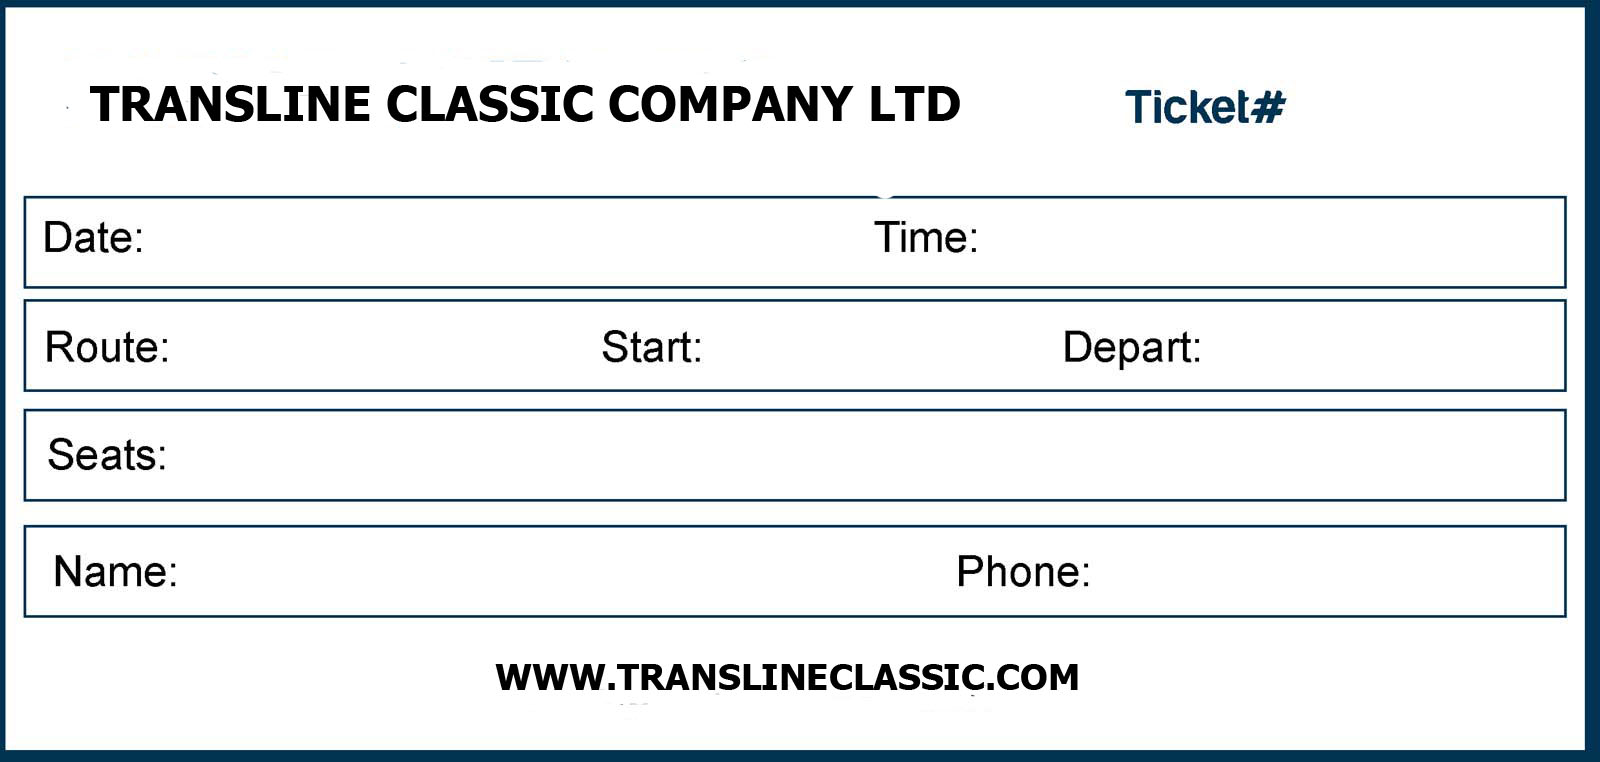 TRANSLINE CLASSIC COMPANY LTD Ticket#
Date: Time:
Route: Start: Depart:
Seats:
Name: Phone:
WWW.TRANSLINECLASSIC.COM